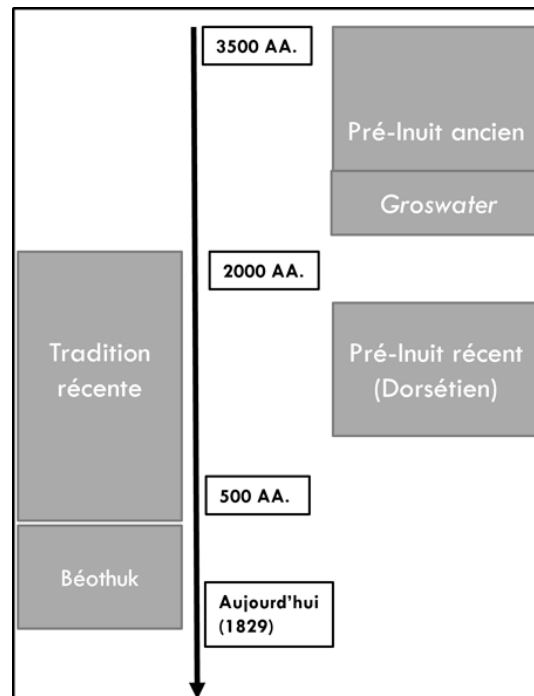 3500 AA.
Pré-Inuit ancien
Groswater
2000 AA.
Tradition
récente
Pré-Inuit récent
(Dorsétien)
500 AA.
Béothuk
Aujourd'hui
(1829)